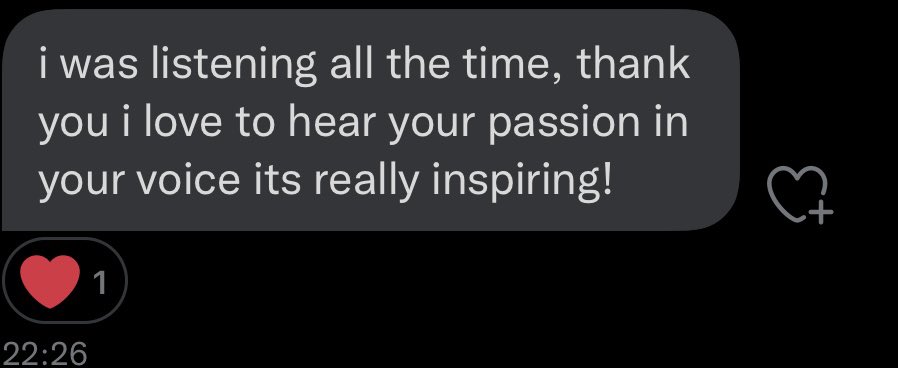 i was listening all the time, thank
you i love to hear your passion in
your voice its really inspiring!
1
22:26